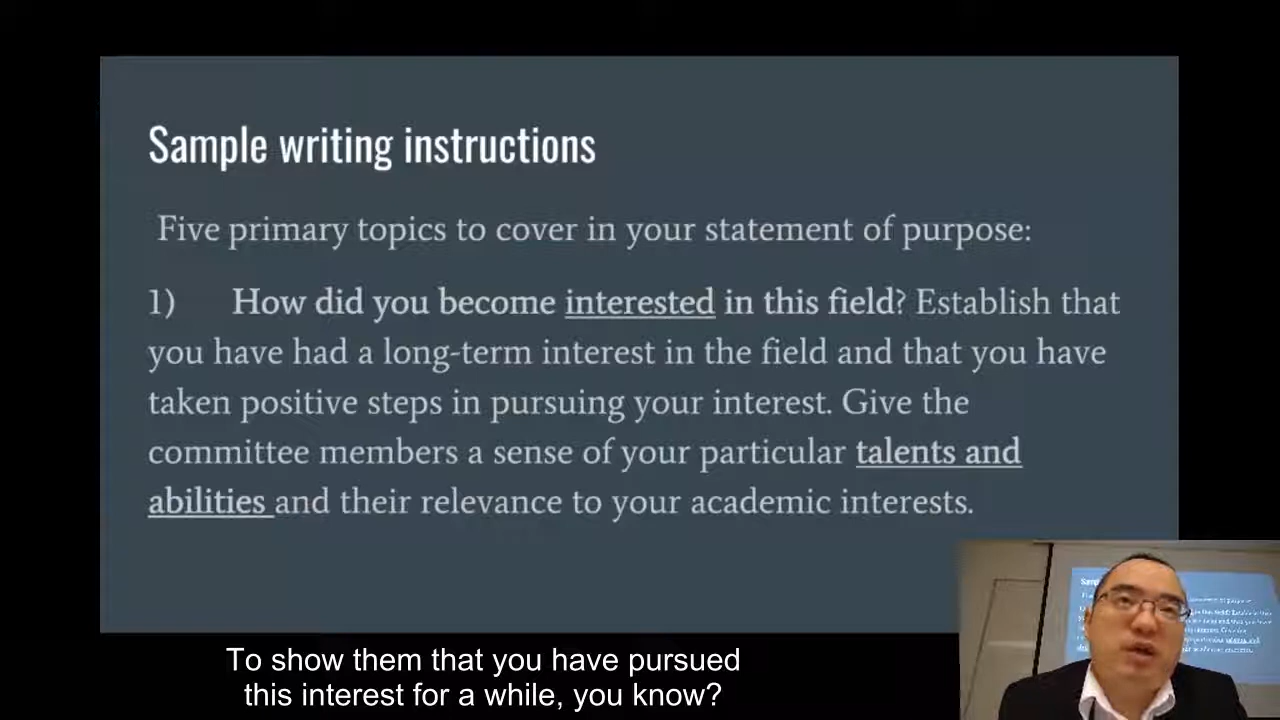 Sample writing instructions
Five primary topics to cover in your statement of purpose:
1) How did you become interested in this field? Establish that
you have had a long-term interest in the field and that you have
taken positive steps in pursuing your interest. Give the
committee members a sense of your particular talents and
abilities and their relevance to your academic interests.
To show them that you have pursued
this interest for a while, you know?